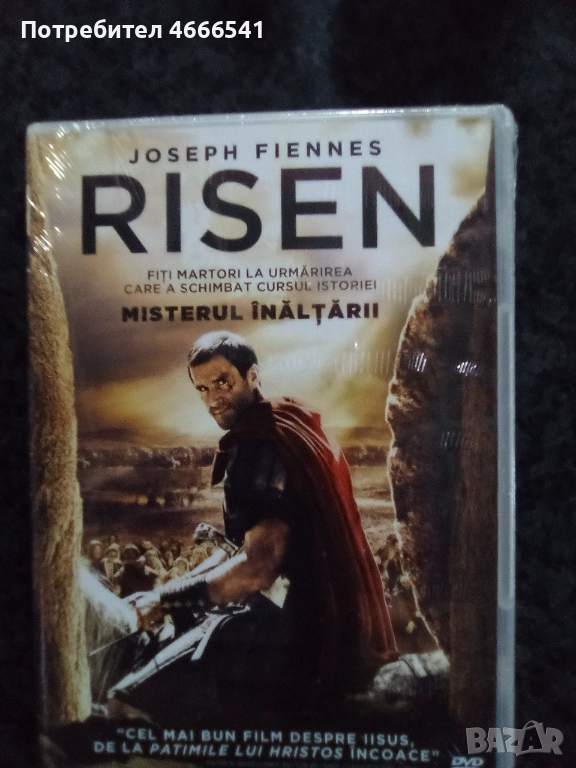 Потребител 4666541
JOSEPH FIENNES
RISEN
FIȚI MARTORI LA URMĂRIREA
CARE A SCHIMBAT CURSUL ISTORIEI
MISTERUL ÎNĂLȚĂRII
"CEL MAI BUN FILM DESPRE IISUS,
DE LA PATIMILE LUI HRISTOS ÎNCOACE"
DVD
BAZAR